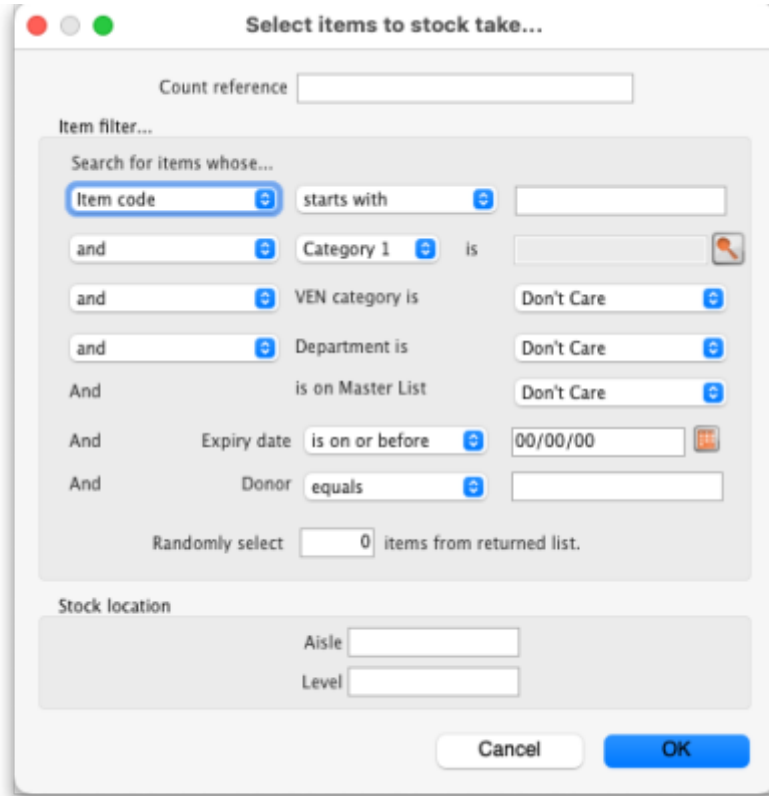 Select items to stock take...
Count reference
Item filter...
Search for items whose...
Item code starts with
and Category 1 is
and VEN category is Don't Care
and Department is Don't Care
And is on Master List Don't Care
And Expiry date is on or before 00/00/00
And Donor equals
Randomly select 0 items from returned list.
Stock location
Aisle
Level
Cancel OK